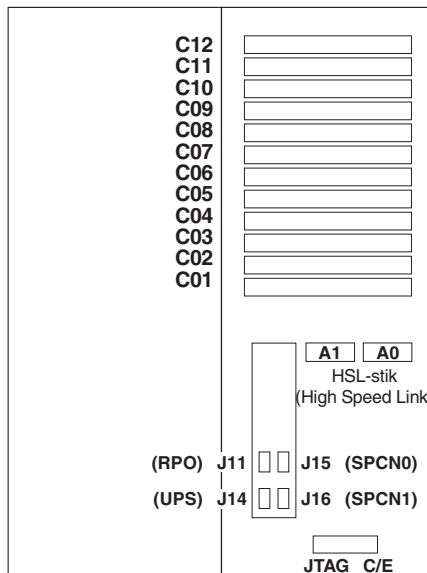 C12
C11
C10
C09
C08
C07
C06
C05
C04
C03
C02
C01
A1 A0
HSL-stik
(High Speed Link
(RPO) J11 J15 (SPCN0)
(UPS) J14 J16 (SPCN1)
JTAG C/E